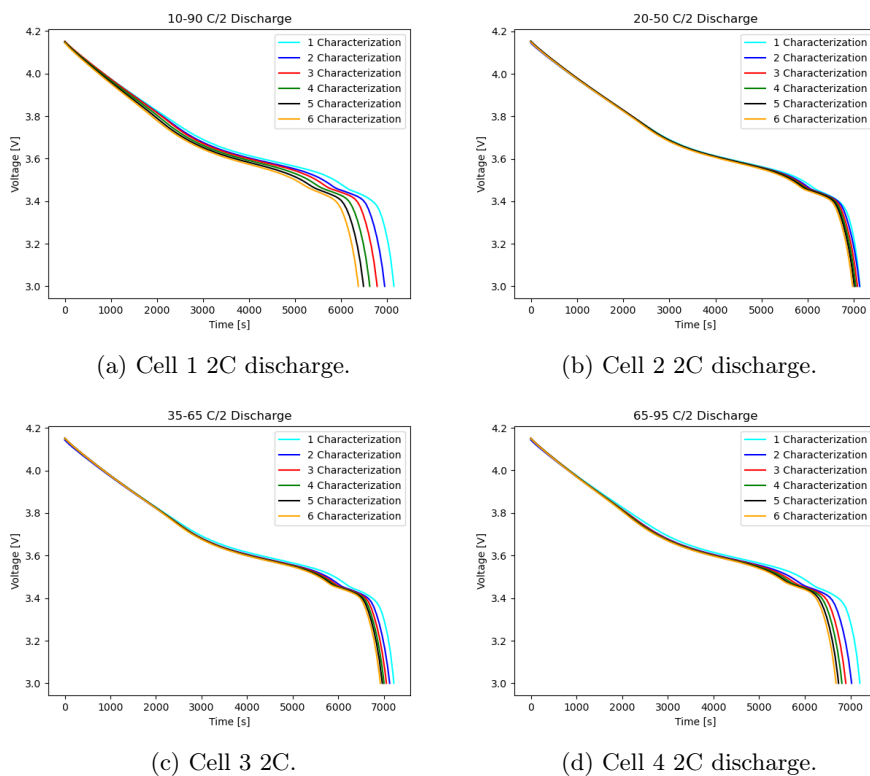 10-90 C/2 Discharge
4.2
4.0
3.8
3.6
3.4
3.2
3.0
Voltage [V]
0 1000 2000 3000 4000 5000 6000 7000
Time [s]
1 Characterization
2 Characterization
3 Characterization
4 Characterization
5 Characterization
6 Characterization
(a) Cell 1 2C discharge.
20-50 C/2 Discharge
4.2
4.0
3.8
3.6
3.4
3.2
3.0
Voltage [V]
0 1000 2000 3000 4000 5000 6000 7000
Time [s]
1 Characterization
2 Characterization
3 Characterization
4 Characterization
5 Characterization
6 Characterization
(b) Cell 2 2C discharge.
35-65 C/2 Discharge
4.2
4.0
3.8
3.6
3.4
3.2
3.0
Voltage [V]
0 1000 2000 3000 4000 5000 6000 7000
Time [s]
1 Characterization
2 Characterization
3 Characterization
4 Characterization
5 Characterization
6 Characterization
(c) Cell 3 2C.
65-95 C/2 Discharge
4.2
4.0
3.8
3.6
3.4
3.2
3.0
Voltage [V]
0 1000 2000 3000 4000 5000 6000 7000
Time [s]
1 Characterization
2 Characterization
3 Characterization
4 Characterization
5 Characterization
6 Characterization
(d) Cell 4 2C discharge.